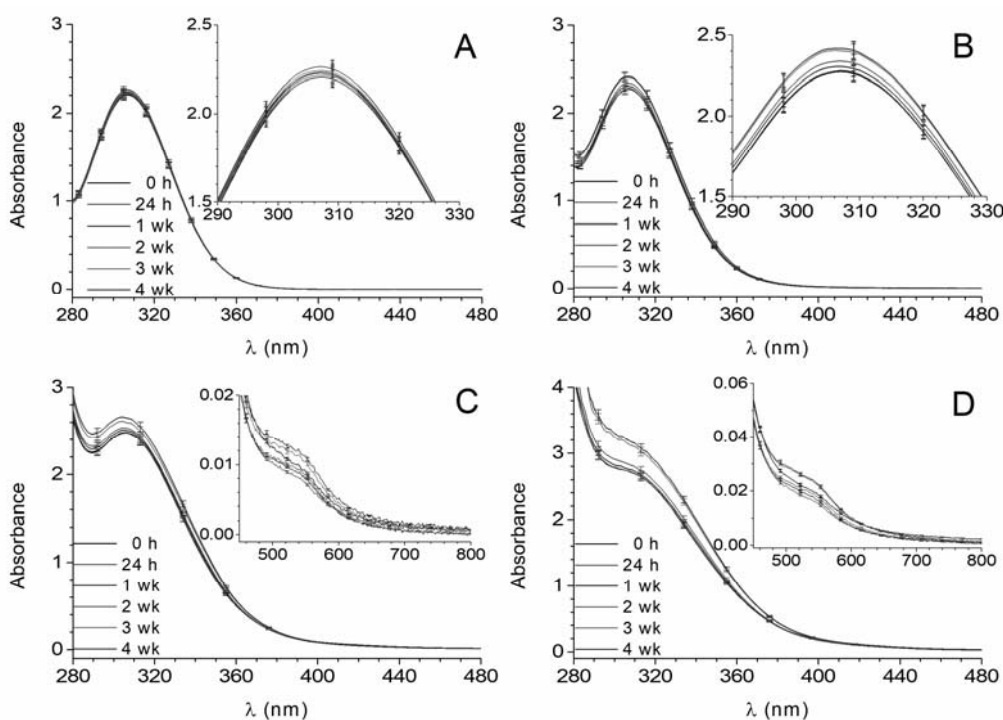 A
3
2
1
0
Absorbance
0 h
24 h
1 wk
2 wk
3 wk
4 wk
280 320 360 400 440 480
λ (nm)
2.5
2.0
1.5
290 300 310 320 330
B
3
2
1
0
Absorbance
0 h
24 h
1 wk
2 wk
3 wk
4 wk
280 320 360 400 440 480
λ (nm)
2.5
2.0
1.5
290 300 310 320 330
C
3
2
1
0
Absorbance
0 h
24 h
1 wk
2 wk
3 wk
4 wk
280 320 360 400 440 480
λ (nm)
0.02
0.01
0.00
500 600 700 800
D
4
3
2
1
0
Absorbance
0 h
24 h
1 wk
2 wk
3 wk
4 wk
280 320 360 400 440 480
λ (nm)
0.06
0.04
0.02
0.00
500 600 700 800